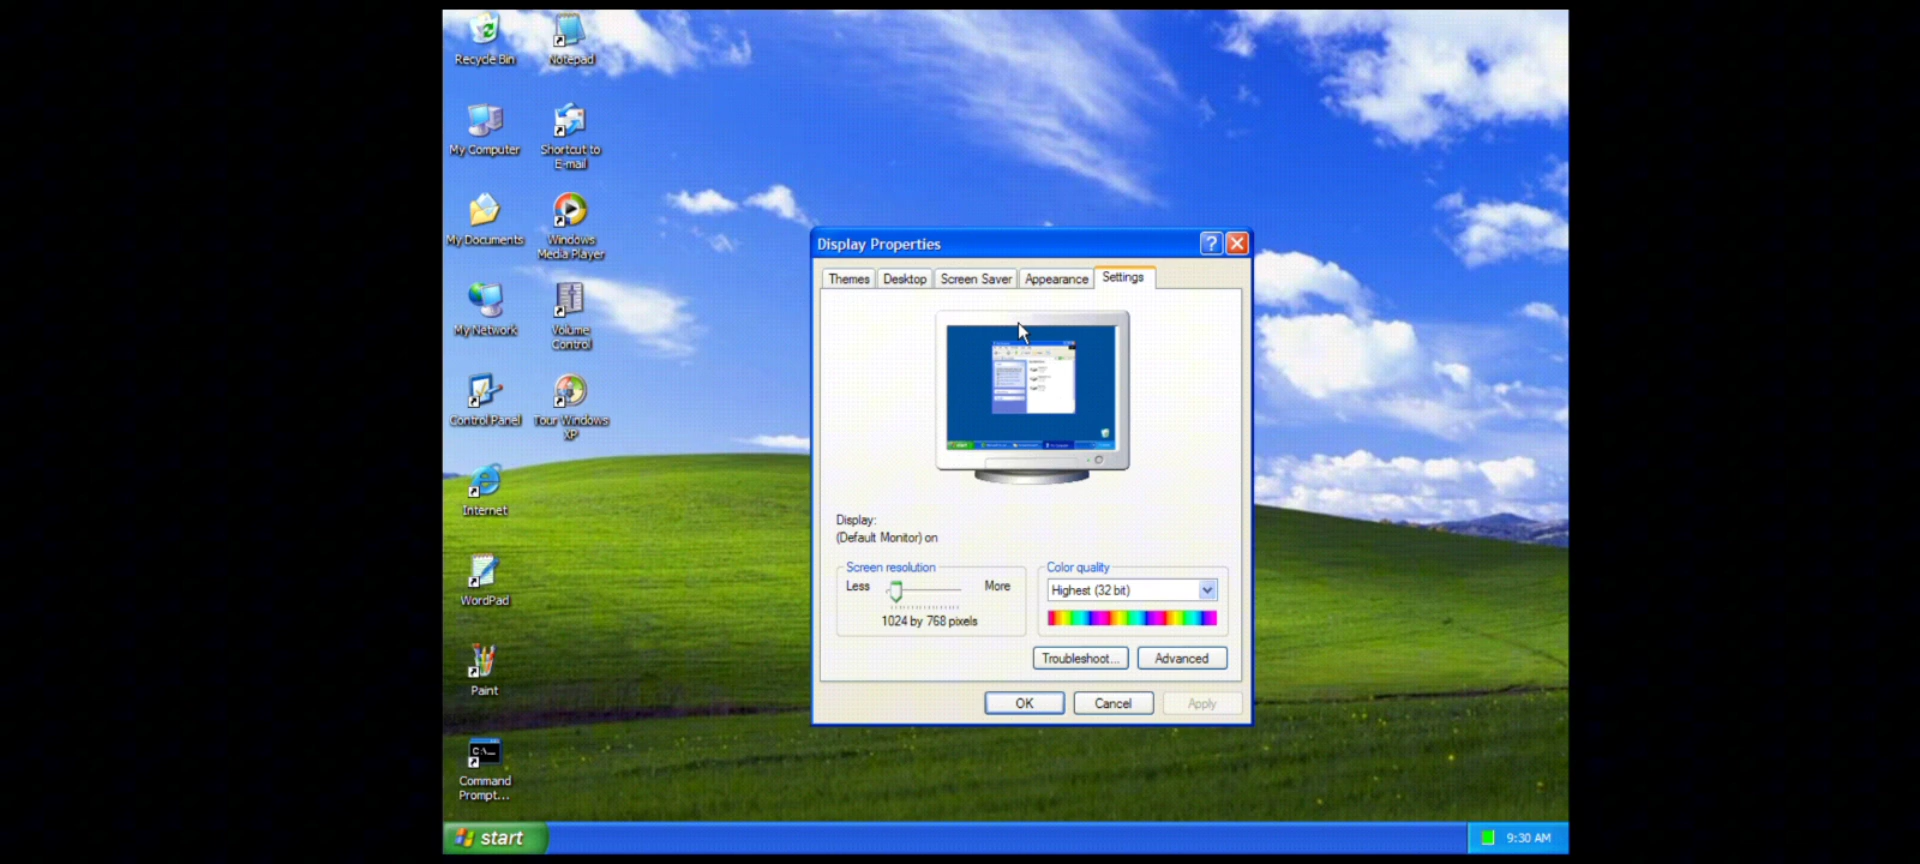 Recycle Bin
Notepad
My Computer
Shortcut to
E-mail
My Documents
Windows
Media Player
My Network
Volume
Control
Control Panel
Tour Windows
XP
Internet
WordPad
Paint
C:\
Command
Prompt...
Display Properties
Themes
Desktop
Screen Saver
Appearance
Settings
Display:
(Default Monitor) on
Screen resolution
Less
More
1024 by 768 pixels
Color quality
Highest (32 bit)
Troubleshoot...
Advanced
OK
Cancel
Apply
start
9:30 AM